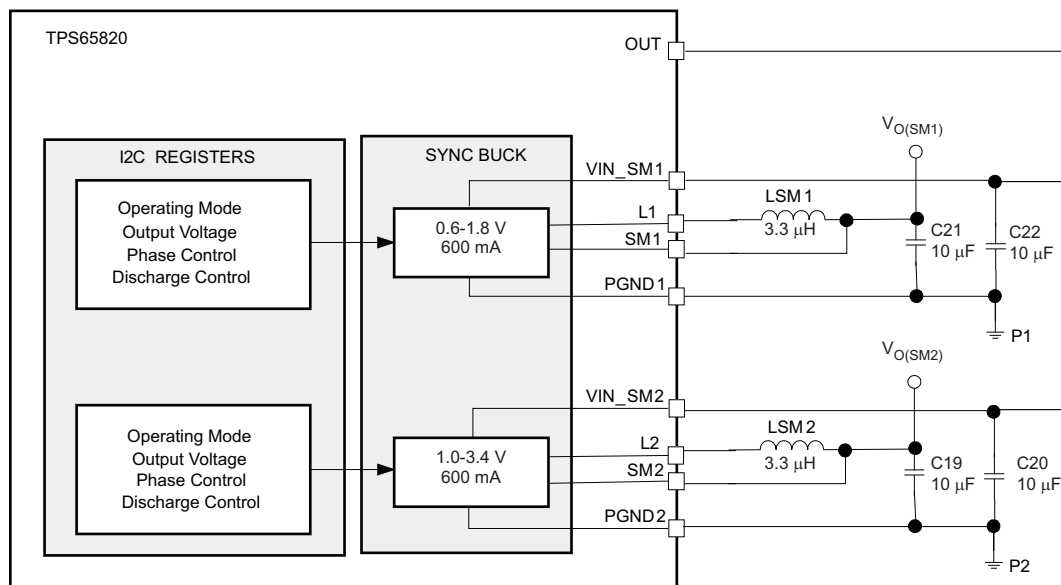 TPS65820
OUT
I2C REGISTERS
SYNC BUCK
Operating Mode
Output Voltage
Phase Control
Discharge Control
0.6-1.8 V
600 mA
VIN_SM1
L1
SM1
PGND1
LSM1
3.3 μH
VO(SM1)
C21
10 μF
C22
10 μF
P1
Operating Mode
Output Voltage
Phase Control
Discharge Control
1.0-3.4 V
600 mA
VIN_SM2
L2
SM2
PGND2
LSM2
3.3 μH
VO(SM2)
C19
10 μF
C20
10 μF
P2